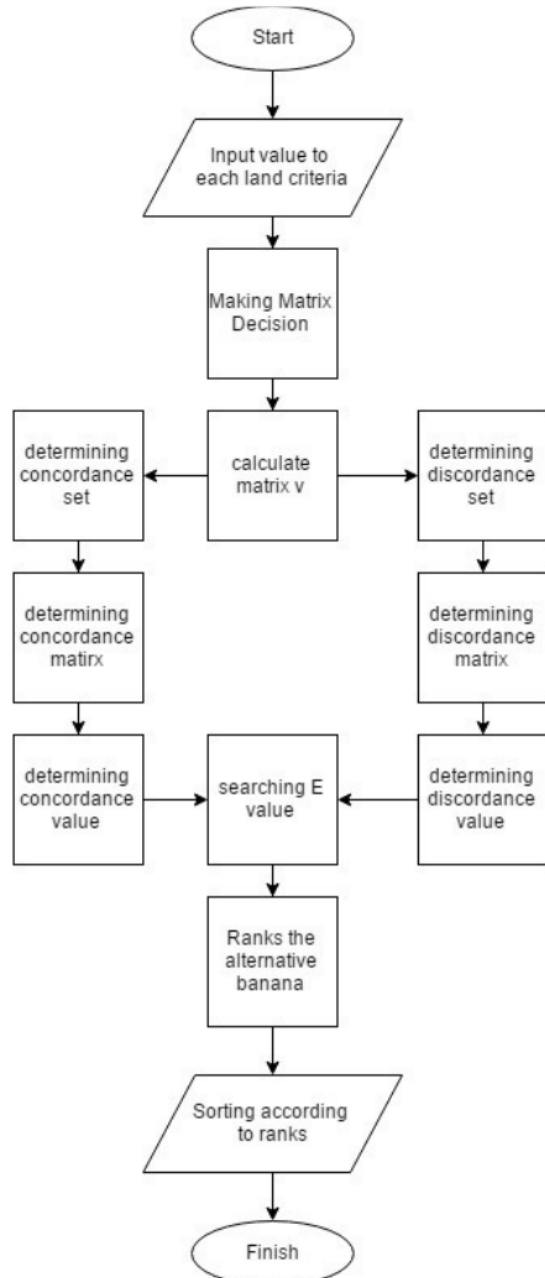 Start
Input value to
each land criteria
Making Matrix
Decision
determining
concordance
set
calculate
matrix v
determining
discordance
set
determining
concordance
matirx
determining
discordance
matrix
determining
concordance
value
searching E
value
determining
discordance
value
Ranks the
alternative
banana
Sorting according
to ranks
Finish